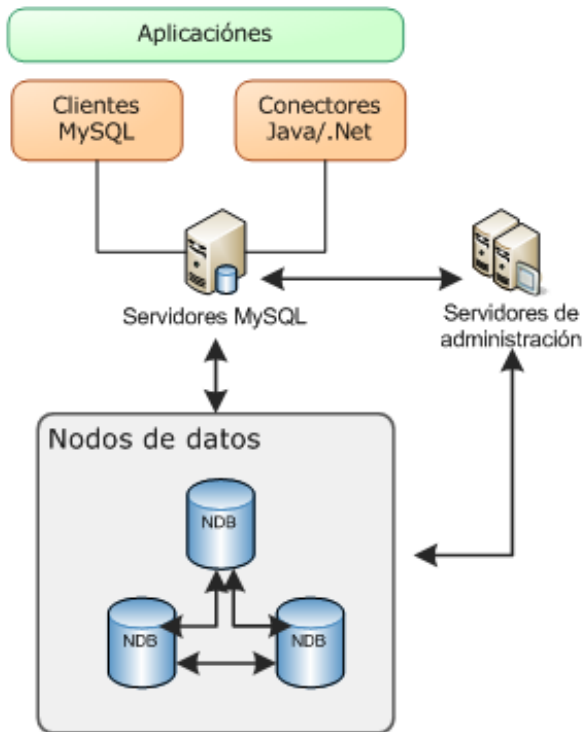 Aplicaciónes
Clientes
MySQL
Conectores
Java/.Net
Servidores MySQL
Servidores de
administración
Nodos de datos
NDB
NDB
NDB